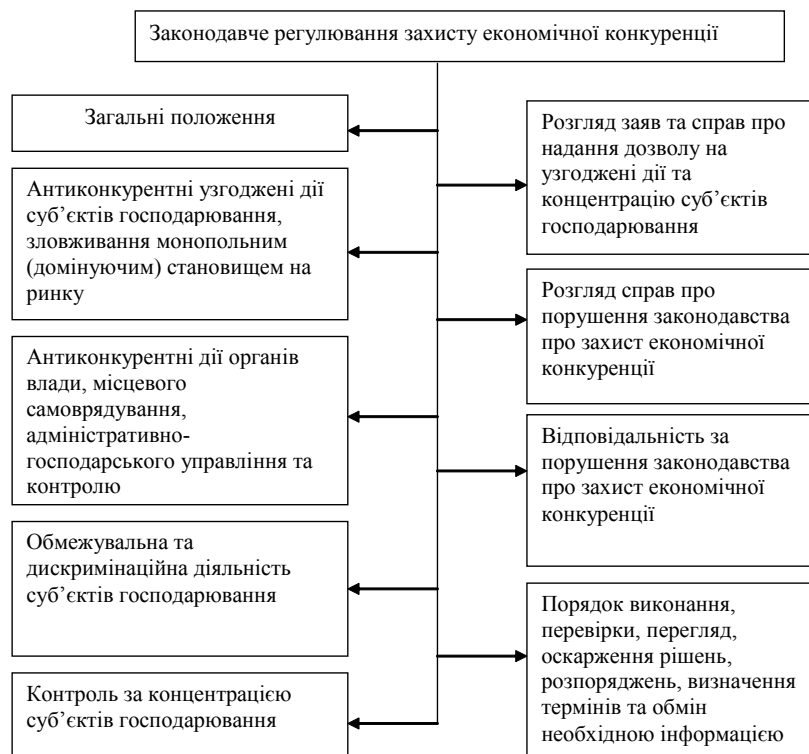 Законодавче регулювання захисту економічної конкуренції
Загальні положення
Антиконкурентні узгоджені дії
суб’єктів господарювання,
зловживання монопольним
(домінуючим) становищем на
ринку
Антиконкурентні дії органів
влади, місцевого
самоврядування,
адміністративно-
господарського управління та
контролю
Обмежувальна та
дискримінаційна діяльність
суб’єктів господарювання
Контроль за концентрацією
суб’єктів господарювання
Розгляд заяв та справ про
надання дозволу на
узгоджені дії та
концентрацію суб’єктів
господарювання
Розгляд справ про
порушення законодавства
про захист економічної
конкуренції
Відповідальність за
порушення законодавства
про захист економічної
конкуренції
Порядок виконання,
перевірки, перегляд,
оскарження рішень,
розпоряджень, визначення
термінів та обмін
необхідною інформацією